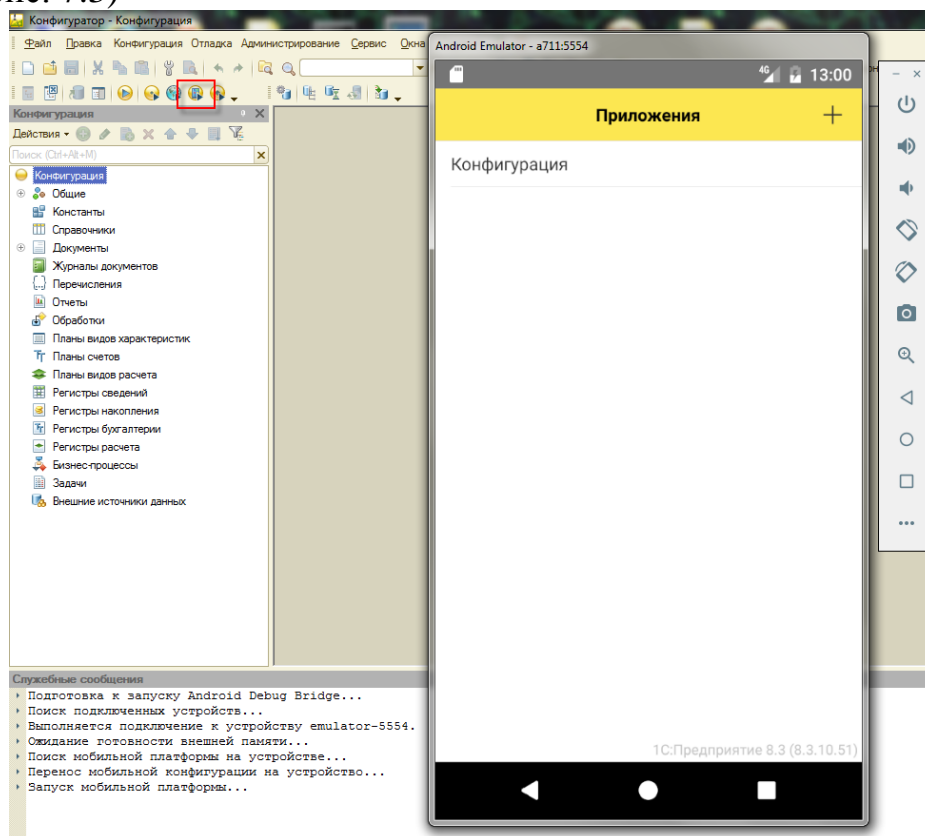 Конфигуратор - Конфигурация
Файл Правка Конфигурация Отладка Администрирование Сервис Окна
Конфигурация
Действия
Поиск (Ctrl+Alt+M)
Конфигурация
Общие
Константы
Справочники
Документы
Журналы документов
Перечисления
Отчеты
Обработки
Планы видов характеристик
Планы счетов
Планы видов расчета
Регистры сведений
Регистры накопления
Регистры бухгалтерии
Регистры расчета
Бизнес-процессы
Задачи
Внешние источники данных
Android Emulator - a711:5554
4G 13:00
Приложения
Конфигурация
1С:Предприятие 8.3 (8.3.10.51)
Служебные сообщения
Подготовка к запуску Android Debug Bridge...
Поиск подключенных устройств...
Выполняется подключение к устройству emulator-5554.
Ожидание готовности внешней памяти...
Поиск мобильной платформы на устройстве...
Перенос мобильной конфигурации на устройство...
Запуск мобильной платформы...